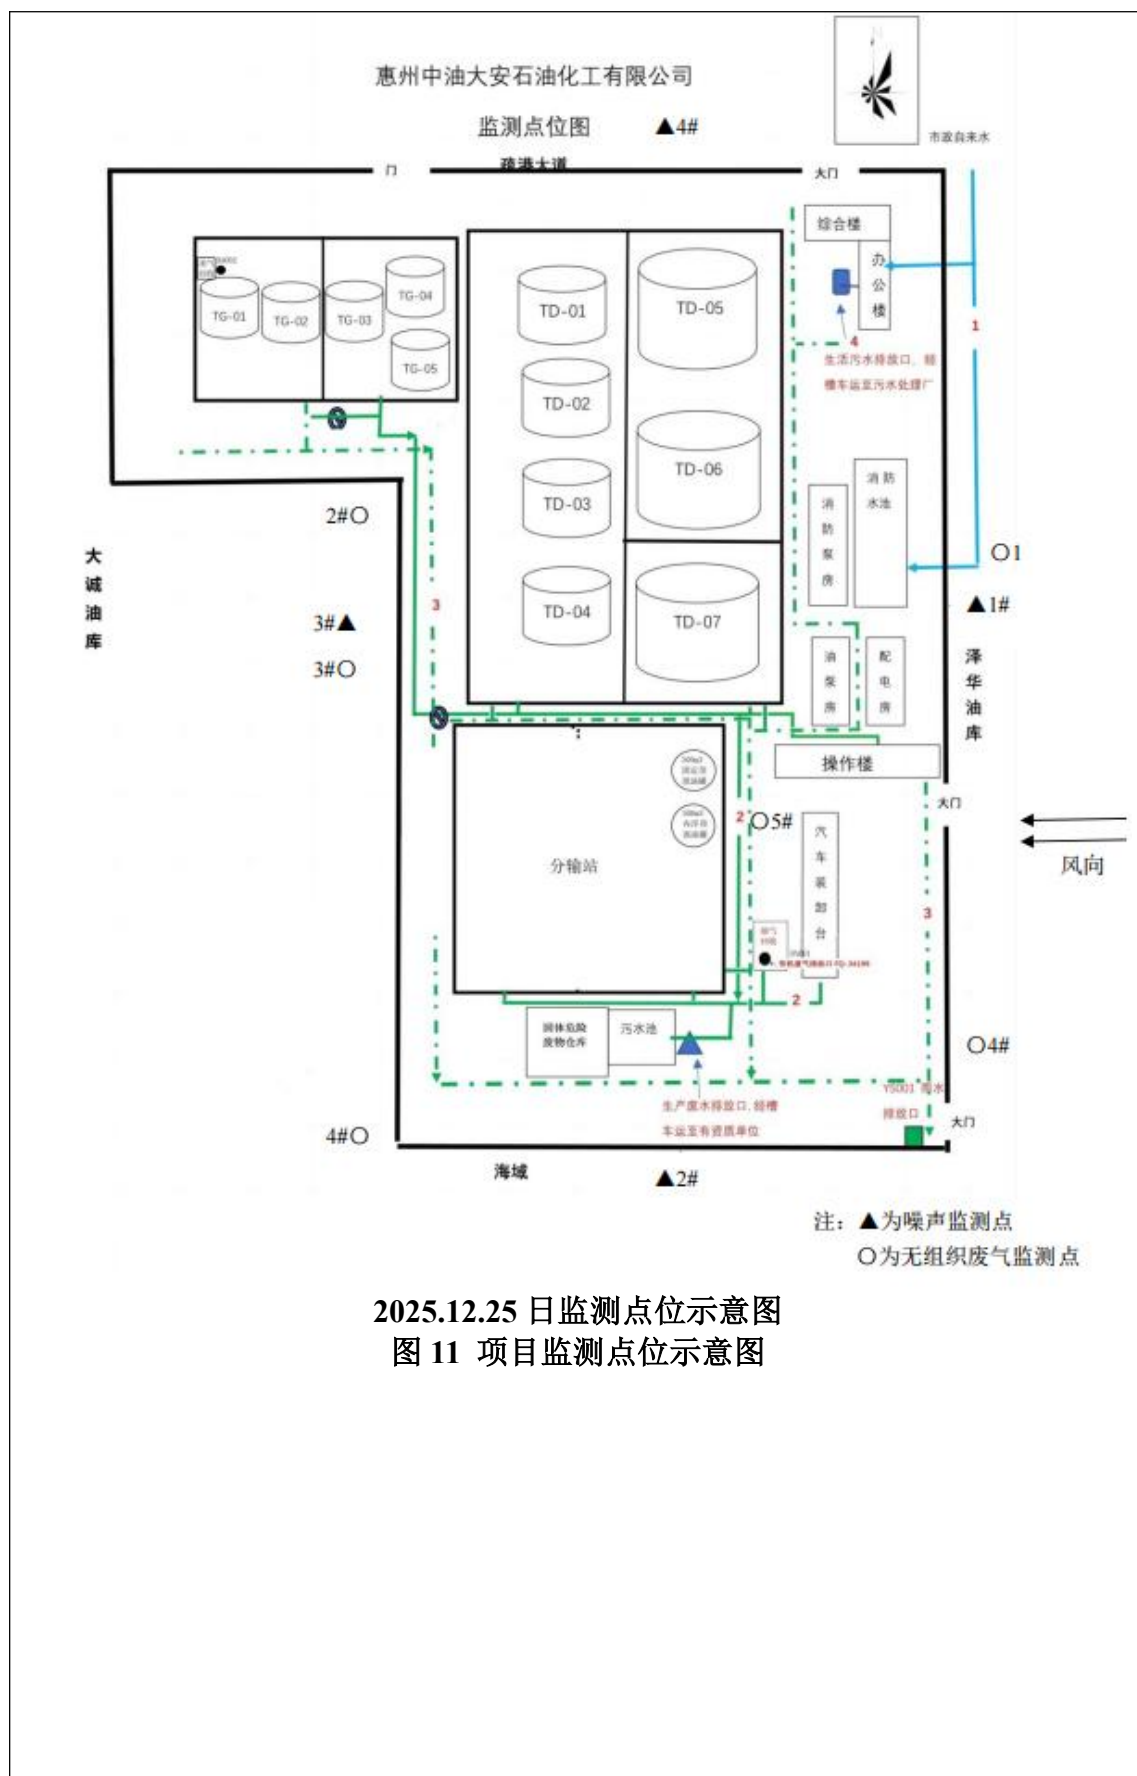 惠州中油大安石油化工有限公司
监测点位图
▲4#
市政自来水
疏港大道
门
大门
综合楼
办公楼
TG-01
TG-02
TG-03
TG-04
TG-05
TD-01
TD-02
TD-03
TD-04
TD-05
TD-06
TD-07
1
4
生活污水排放口，经
槽车运至污水处理厂
消防
水池
消防泵房
2#○
○1
▲1#
大诚油库
3
3#▲
3#○
油泵房
配电房
泽华油库
操作楼
大门
2
○5#
汽车装卸台
分输站
风向
3
2
固体危险
废物仓库
污水池
○4#
生产废水排放口，经槽
车运至有资质单位
YS001 雨水
排放口
大门
4#○
海域
▲2#
注：▲为噪声监测点
○为无组织废气监测点
2025.12.25 日监测点位示意图
图 11 项目监测点位示意图